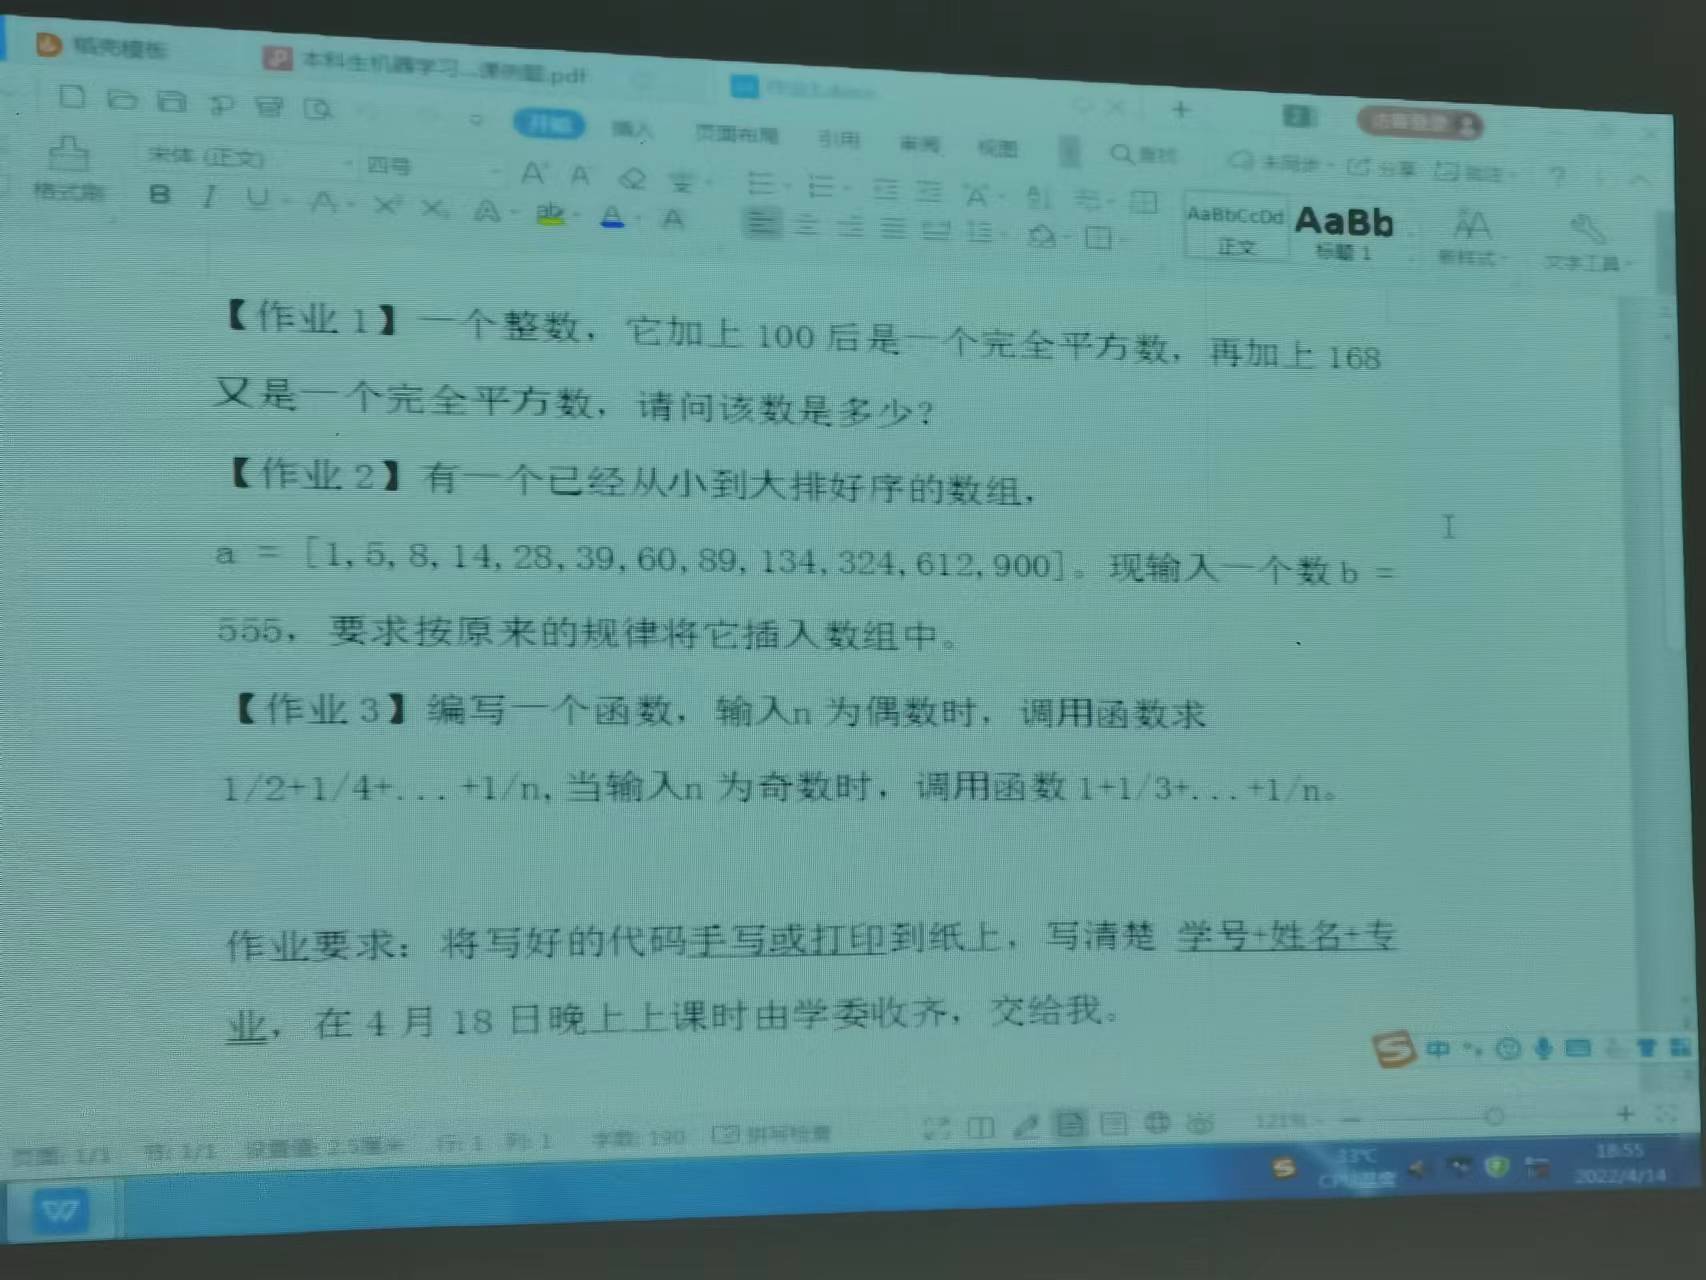 稻壳模板 本科生机器学习...课例题.pdf
开始 插入 页面布局 引用 审阅 视图 查找 未同步 分享 批注
格式刷 宋体 (正文) 四号 AaBbCcDd AaBb
B I U 正文 标题 1 新样式 文字工具
【作业 1】一个整数，它加上 100 后是一个完全平方数，再加上 168
又是一个完全平方数，请问该数是多少？
【作业 2】有一个已经从小到大排好序的数组，
a = [1,5,8,14,28,39,60,89,134,324,612,900]。现输入一个数 b =
555，要求按原来的规律将它插入数组中。
【作业 3】编写一个函数，输入n 为偶数时，调用函数求
1/2+1/4+...+1/n,当输入n 为奇数时，调用函数 1+1/3+...+1/n。
作业要求：将写好的代码手写或打印到纸上，写清楚 学号+姓名+专
业，在 4 月 18 日晚上上课时由学委收齐，交给我。
中
页面: 1/1 节: 1/1 设置值: 2.5厘米 行: 1 列: 1 字数: 190 拼写检查 121%
33℃ 18:55
CPU温度 2022/4/14